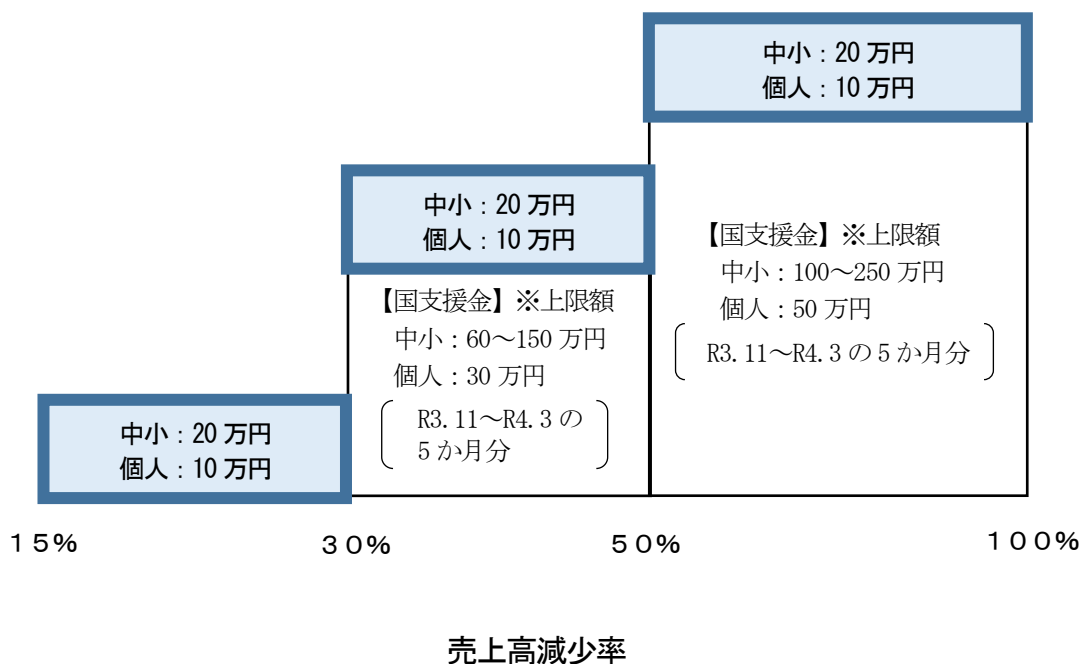 中小：20 万円
個人：10 万円
中小：20 万円
個人：10 万円
【国支援金】※上限額
中小：100～250 万円
個人：50 万円
R3.11～R4.3 の 5 か月分
【国支援金】※上限額
中小：60～150 万円
個人：30 万円
R3.11～R4.3 の
5 か月分
中小：20 万円
個人：10 万円
１５%
３０%
５０%
１００%
売上高減少率